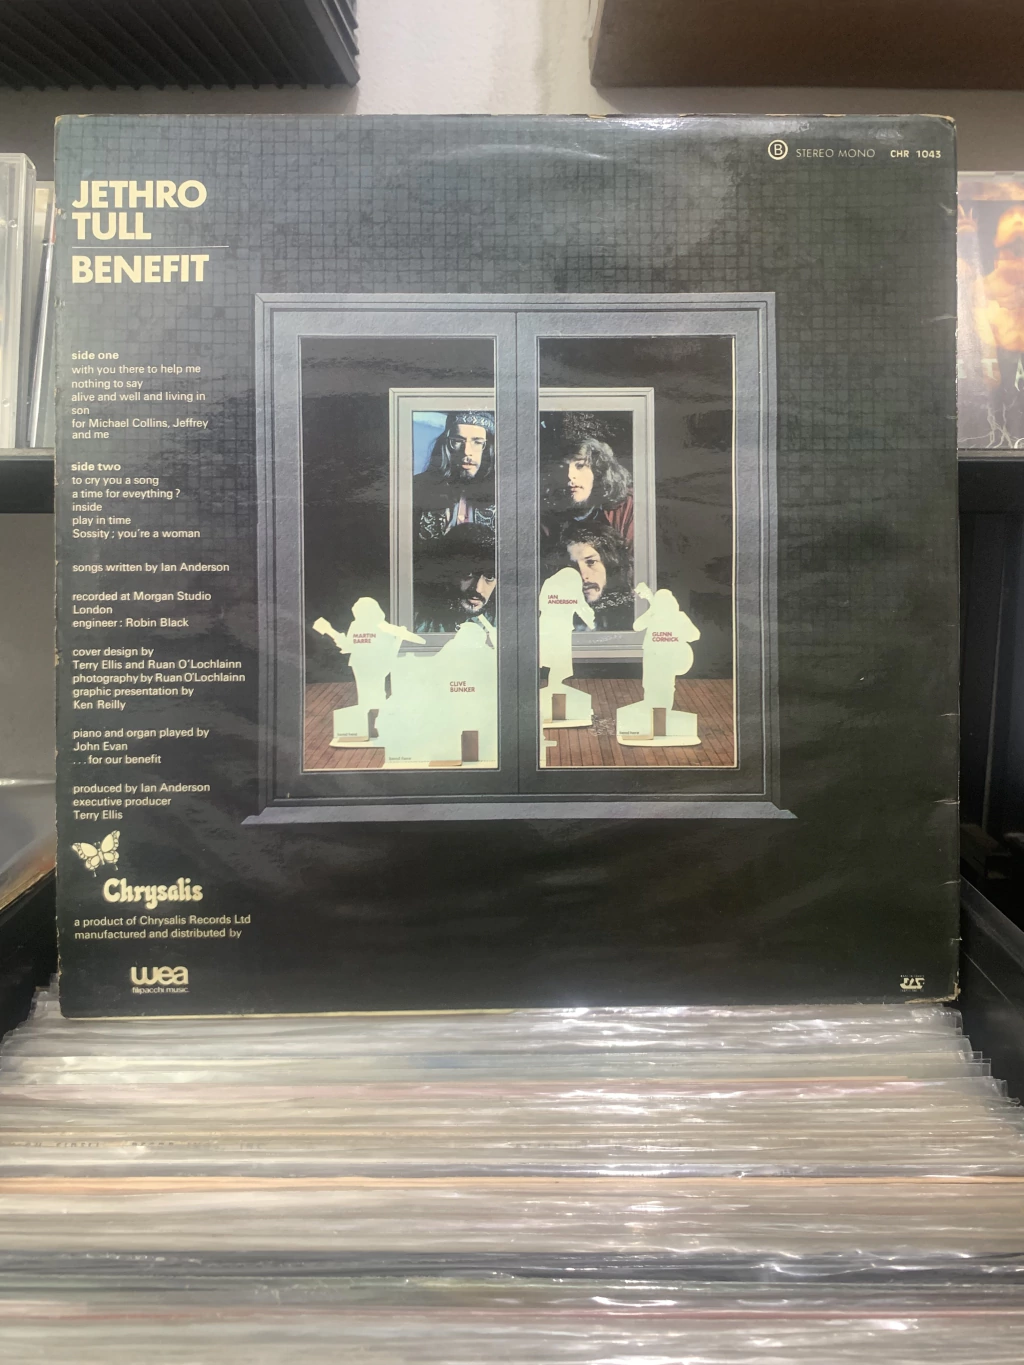 B STEREO MONO CHR 1043
JETHRO
TULL
BENEFIT
side one
with you there to help me
nothing to say
alive and well and living in
son
for Michael Collins, Jeffrey
and me
side two
to cry you a song
a time for eveything ?
inside
play in time
Sossity ; you're a woman
songs written by Ian Anderson
recorded at Morgan Studio
London
engineer : Robin Black
cover design by
Terry Ellis and Ruan O'Lochlainn
photography by Ruan O'Lochlainn
graphic presentation by
Ken Reilly
piano and organ played by
John Evan
... for our benefit
produced by Ian Anderson
executive producer
Terry Ellis
Chrysalis
a product of Chrysalis Records Ltd
manufactured and distributed by
wea
filipacchi music
MARTIN
BARRE
CLIVE
BUNKER
IAN
ANDERSON
GLENN
CORNICK